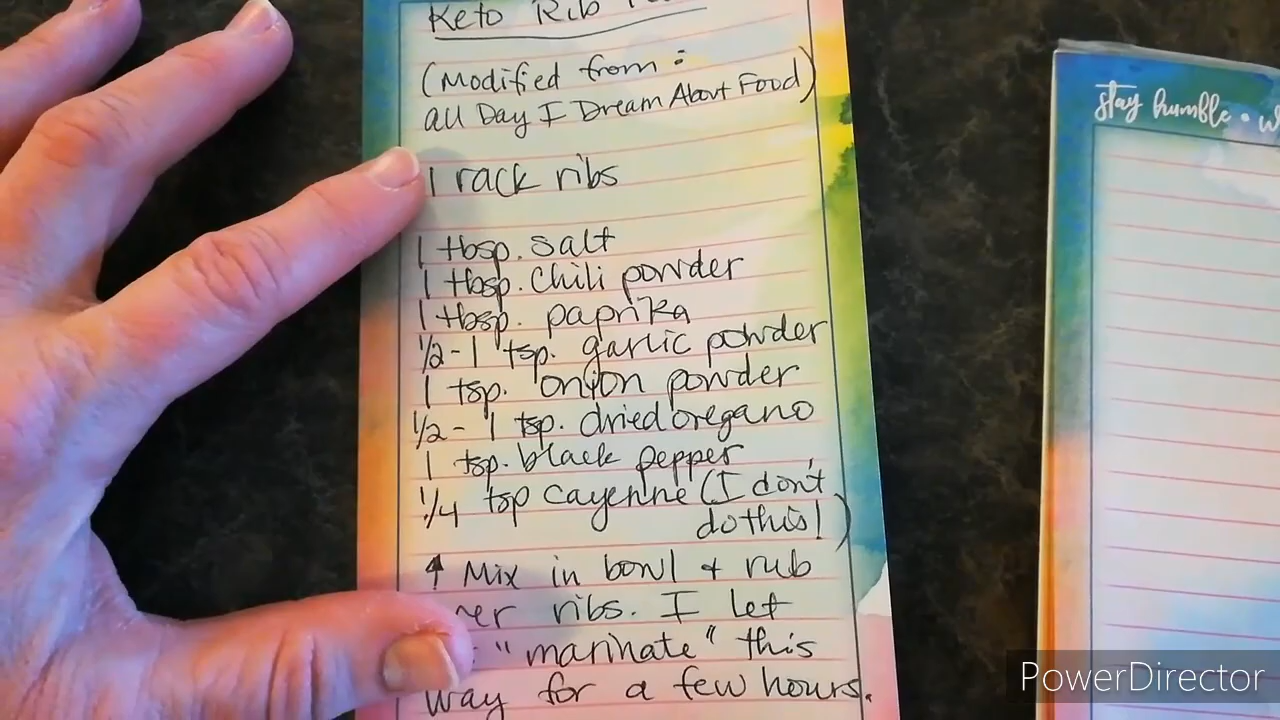 Keto Rib
(Modified from:
All Day I Dream About Food)
1 rack ribs
1 tbsp. salt
1 tbsp. chili powder
1 tbsp. paprika
1/2 - 1 tsp. garlic powder
1 tsp. onion powder
1/2 - 1 tsp. dried oregano
1 tsp. black pepper
1/4 tsp cayenne (I don't
do this!)
↑ Mix in bowl + rub
ribs. I let
"marinate" this
way for a few hours.
stay humble •
PowerDirector